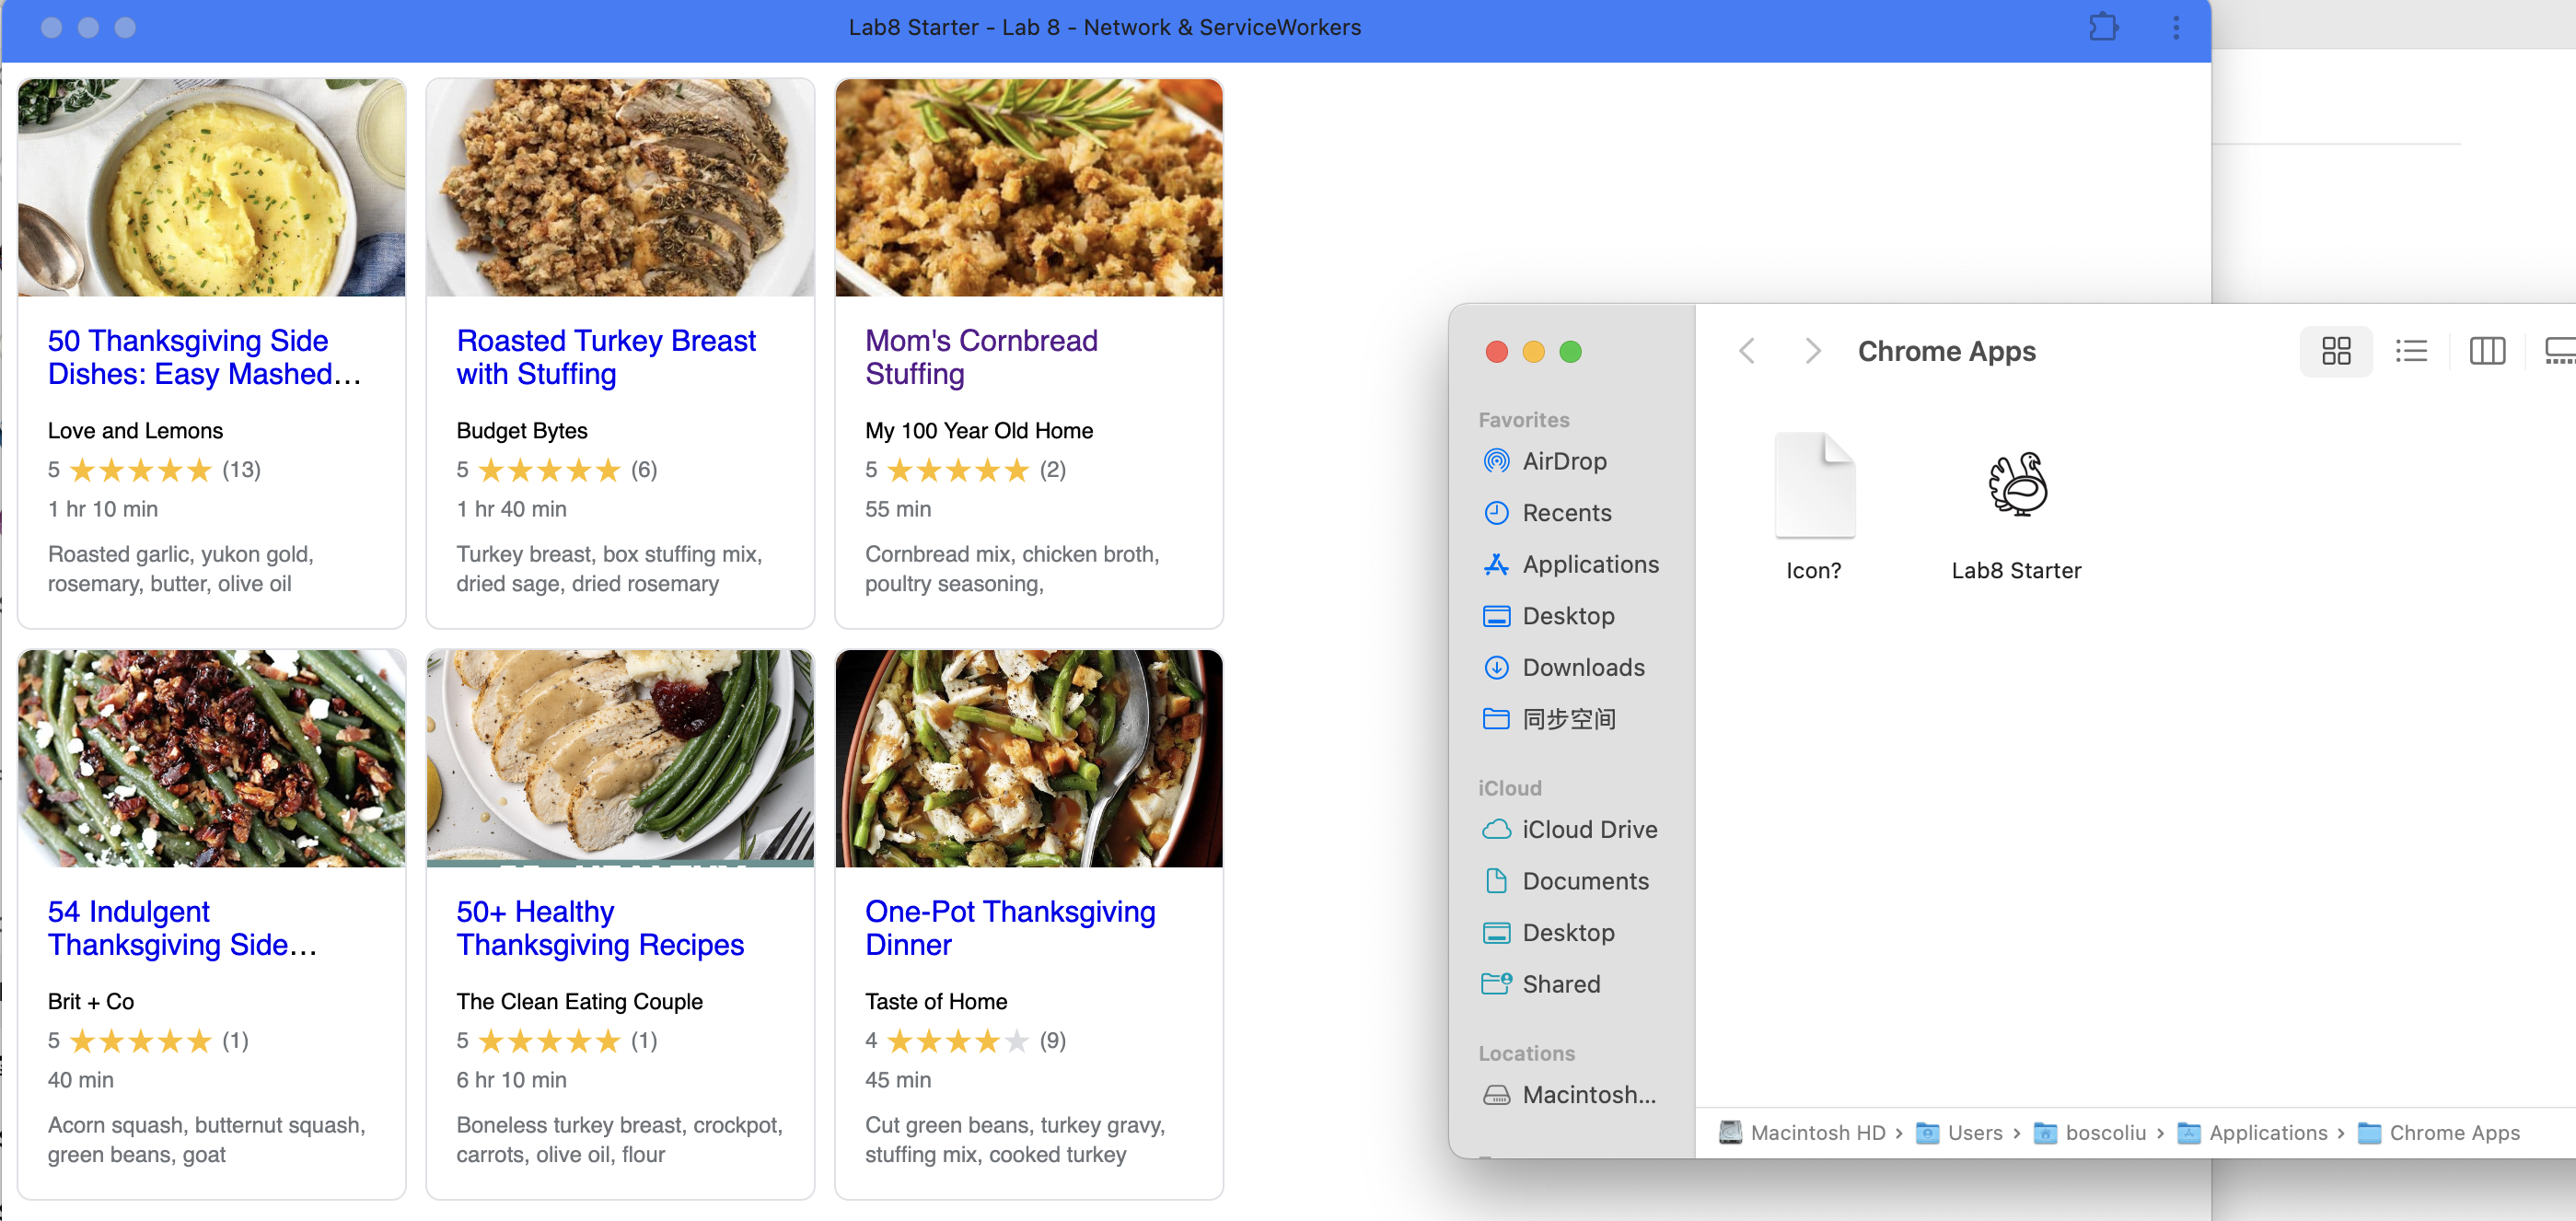 Lab8 Starter - Lab 8 - Network & ServiceWorkers
50 Thanksgiving Side
Dishes: Easy Mashed...
Love and Lemons
5 ★★★★★ (13)
1 hr 10 min
Roasted garlic, yukon gold,
rosemary, butter, olive oil
Roasted Turkey Breast
with Stuffing
Budget Bytes
5 ★★★★★ (6)
1 hr 40 min
Turkey breast, box stuffing mix,
dried sage, dried rosemary
Mom's Cornbread
Stuffing
My 100 Year Old Home
5 ★★★★★ (2)
55 min
Cornbread mix, chicken broth,
poultry seasoning,
54 Indulgent
Thanksgiving Side...
Brit + Co
5 ★★★★★ (1)
40 min
Acorn squash, butternut squash,
green beans, goat
50+ Healthy
Thanksgiving Recipes
The Clean Eating Couple
5 ★★★★★ (1)
6 hr 10 min
Boneless turkey breast, crockpot,
carrots, olive oil, flour
One-Pot Thanksgiving
Dinner
Taste of Home
4 ★★★★★ (9)
45 min
Cut green beans, turkey gravy,
stuffing mix, cooked turkey
Favorites
AirDrop
Recents
Applications
Desktop
Downloads
同步空间
iCloud
iCloud Drive
Documents
Desktop
Shared
Locations
Macintosh...
Chrome Apps
Icon?
Lab8 Starter
Macintosh HD › Users › boscoliu › Applications › Chrome Apps